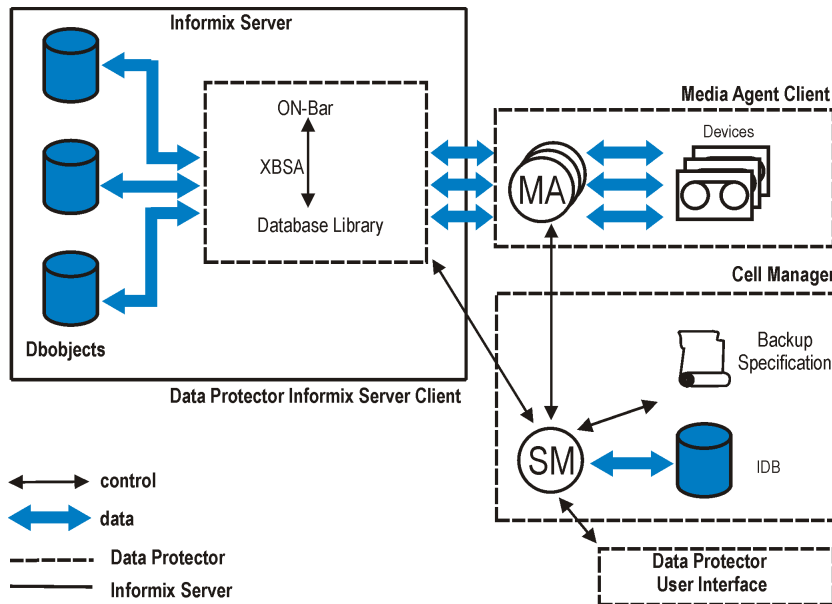 Informix Server
ON-Bar
XBSA
Database Library
Dbobjects
Data Protector Informix Server Client
Media Agent Client
Devices
MA
Cell Manager
Backup
Specification
SM
IDB
Data Protector
User Interface
control
data
Data Protector
Informix Server